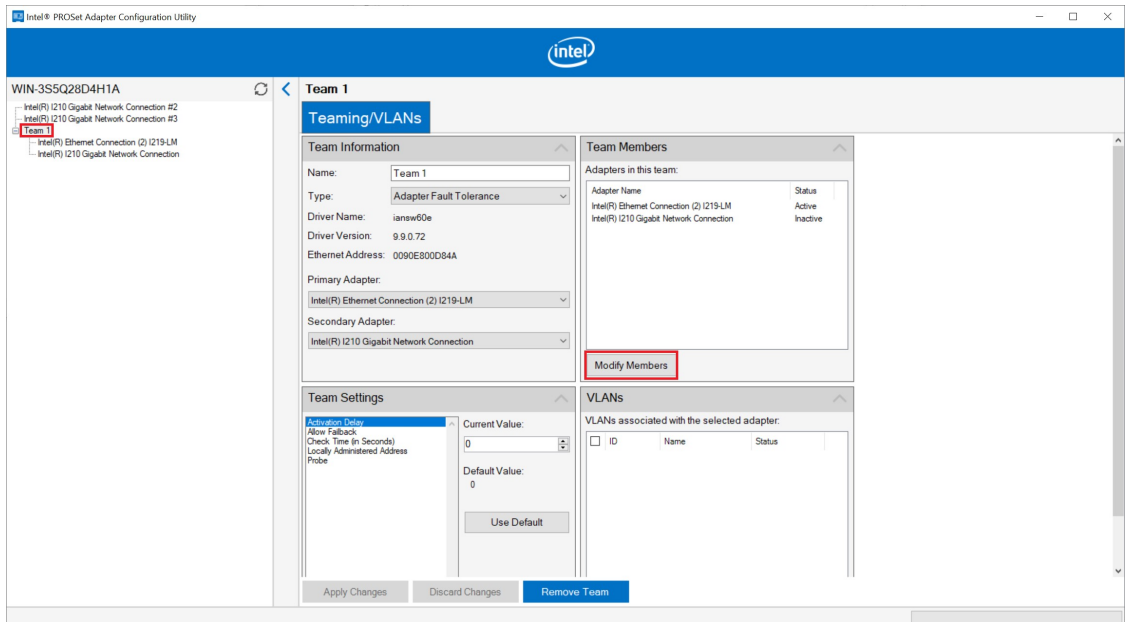 Intel® PROSet Adapter Configuration Utility
intel
WIN-3S5Q28D4H1A
Intel(R) I210 Gigabit Network Connection #2
Intel(R) I210 Gigabit Network Connection #3
Team 1
Intel(R) Ethernet Connection (2) I219-LM
Intel(R) I210 Gigabit Network Connection
Team 1
Teaming/VLANs
Team Information
Name: Team 1
Type: Adapter Fault Tolerance
Driver Name: iansw60e
Driver Version: 9.9.0.72
Ethernet Address: 0090E800D84A
Primary Adapter:
Intel(R) Ethernet Connection (2) I219-LM
Secondary Adapter:
Intel(R) I210 Gigabit Network Connection
Team Members
Adapters in this team:
Adapter Name Status
Intel(R) Ethernet Connection (2) I219-LM Active
Intel(R) I210 Gigabit Network Connection Inactive
Modify Members
Team Settings
Activation Delay
Allow Failback
Check Time (in Seconds)
Locally Administered Address
Probe
Current Value:
0
Default Value:
0
Use Default
VLANs
VLANs associated with the selected adapter:
ID Name Status
Apply Changes Discard Changes Remove Team